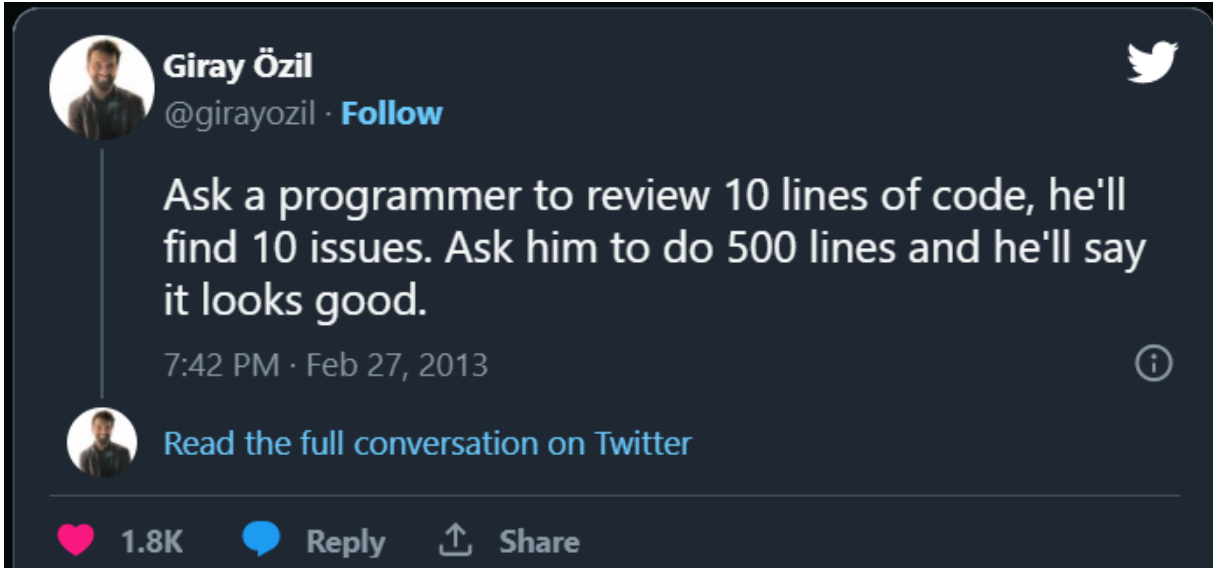 Giray Özil
@girayozil · Follow
Ask a programmer to review 10 lines of code, he'll
find 10 issues. Ask him to do 500 lines and he'll say
it looks good.
7:42 PM · Feb 27, 2013
Read the full conversation on Twitter
1.8K Reply Share